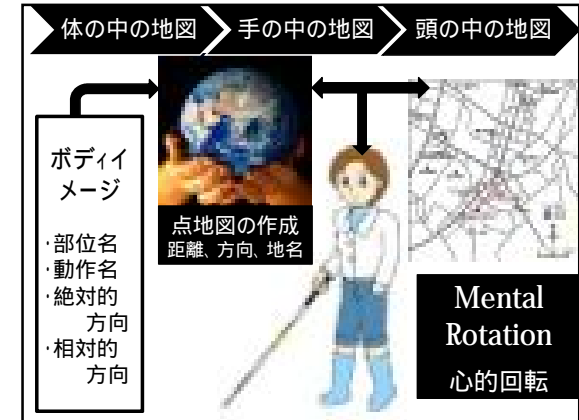 体の中の地図
手の中の地図
頭の中の地図
ボディイ
メージ
・部位名
・動作名
・絶対的
方向
・相対的
方向
点地図の作成
距離、方向、地名
Mental
Rotation
心的回転